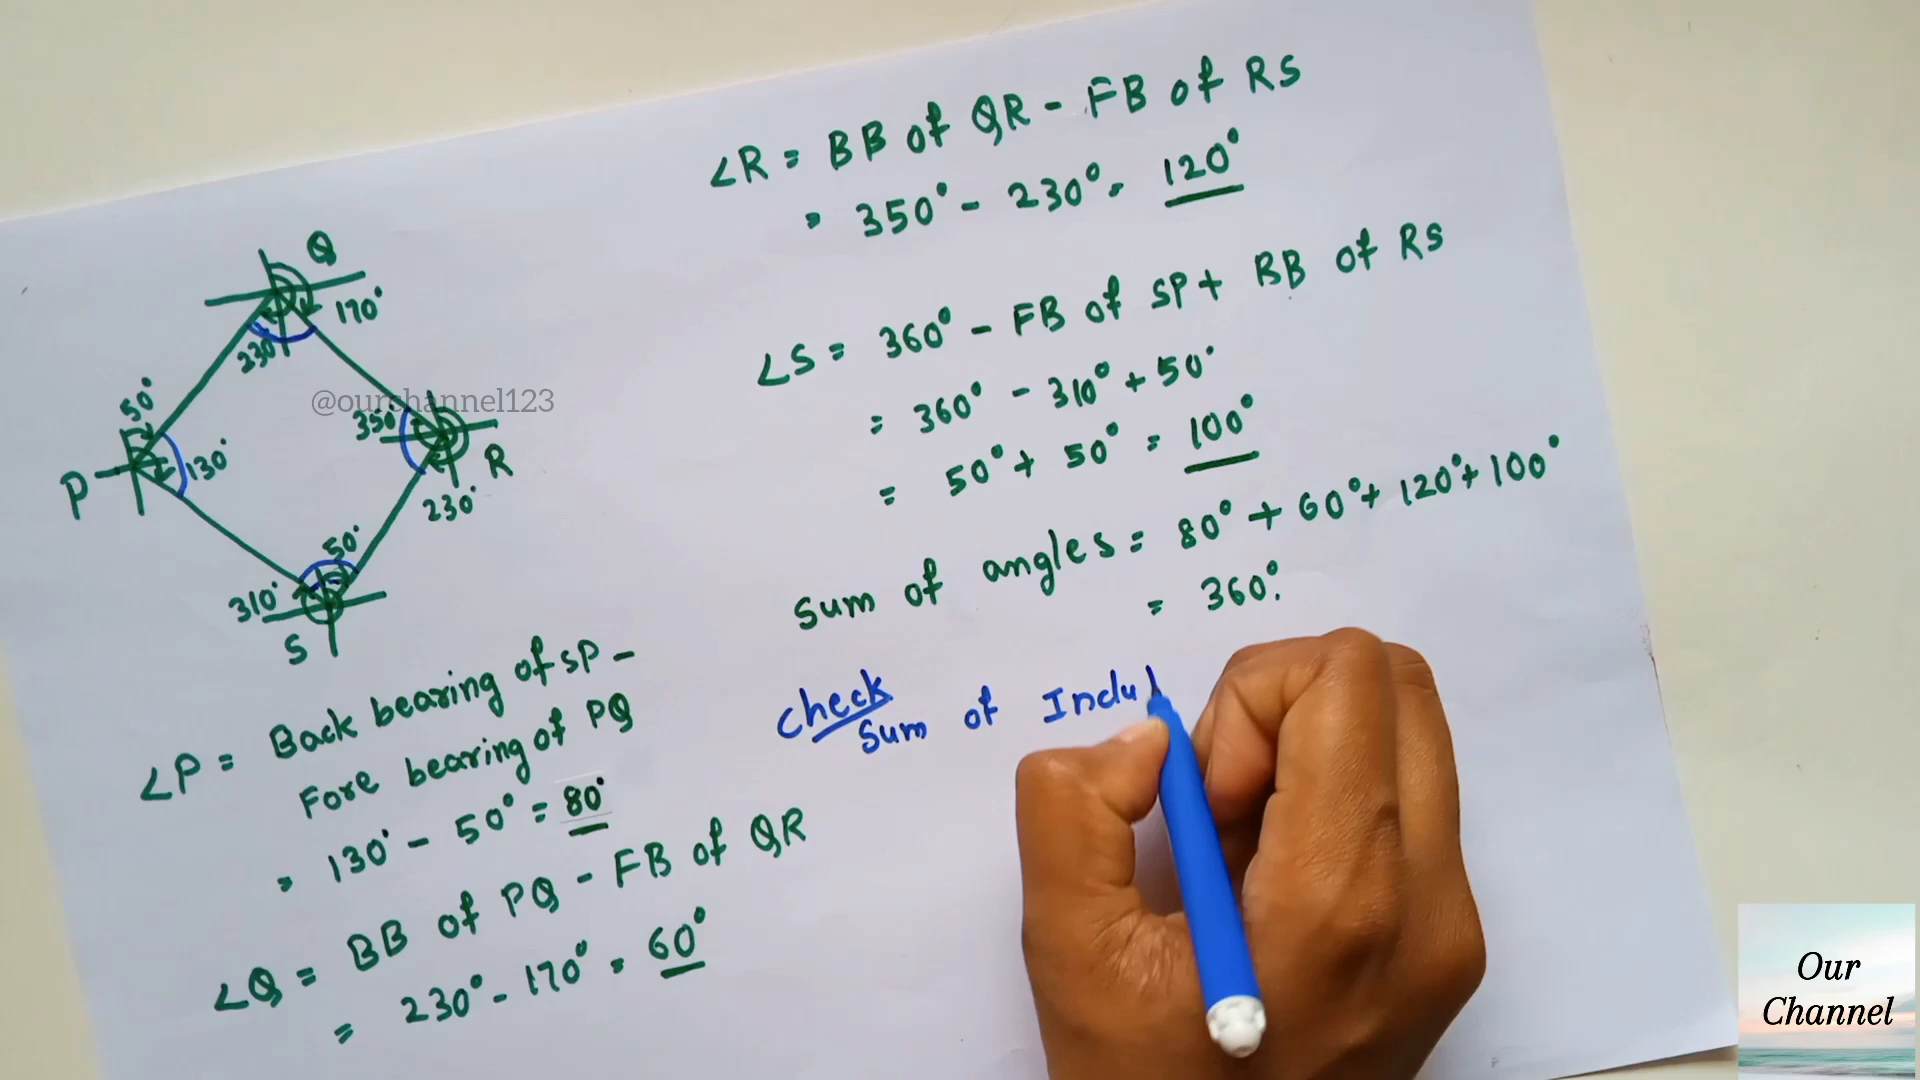 Q
170°
230°
50°
@ourchannel123
350°
P
130°
R
230°
50°
310°
S
∠P = Back bearing of SP -
Fore bearing of PQ
= 130° - 50° = 80°
∠Q = BB of PQ - FB of QR
= 230° - 170° = 60°
∠R = BB of QR - FB of RS
= 350° - 230° = 120°
∠S = 360° - FB of SP + BB of RS
= 360° - 310° + 50°
= 50° + 50° = 100°
Sum of angles = 80° + 60° + 120° + 100°
= 360°.
Check
Sum of Inclu
Our
Channel